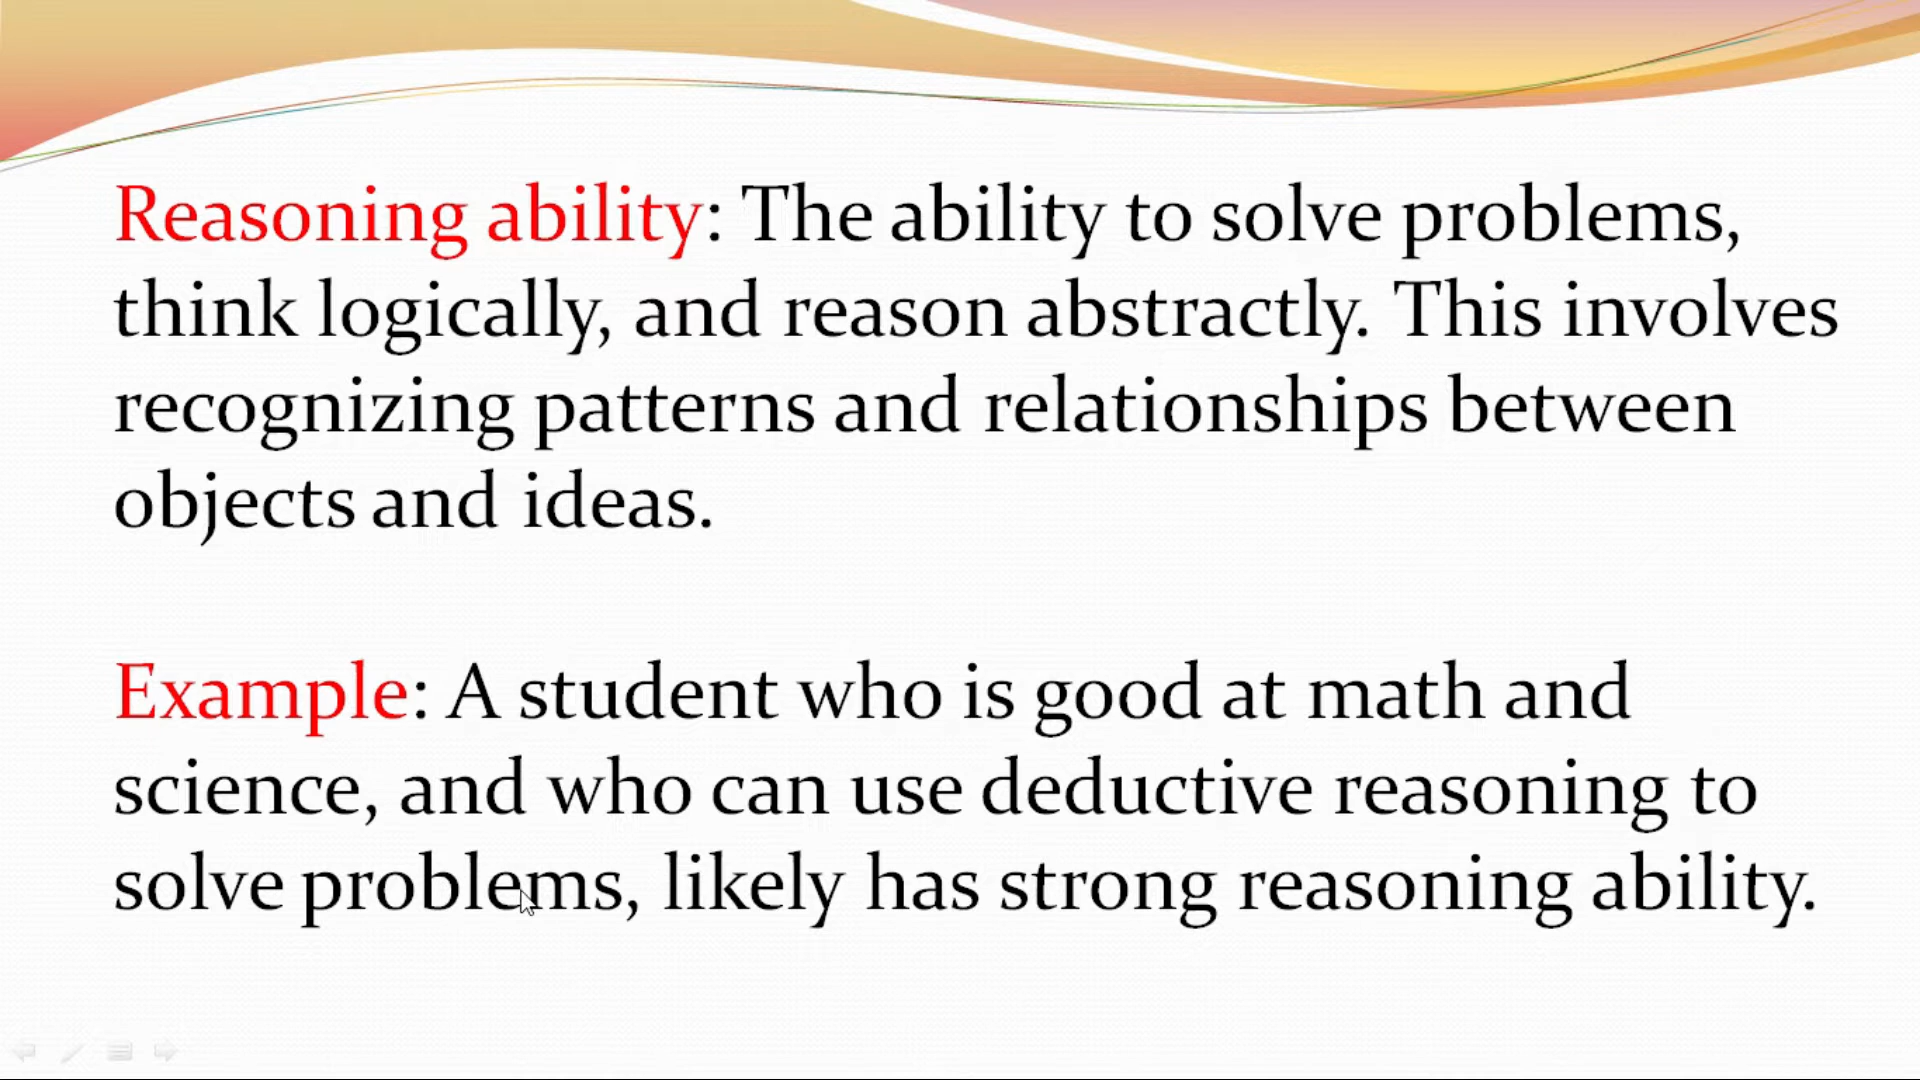 Reasoning ability: The ability to solve problems,
think logically, and reason abstractly. This involves
recognizing patterns and relationships between
objects and ideas.
Example: A student who is good at math and
science, and who can use deductive reasoning to
solve problems, likely has strong reasoning ability.